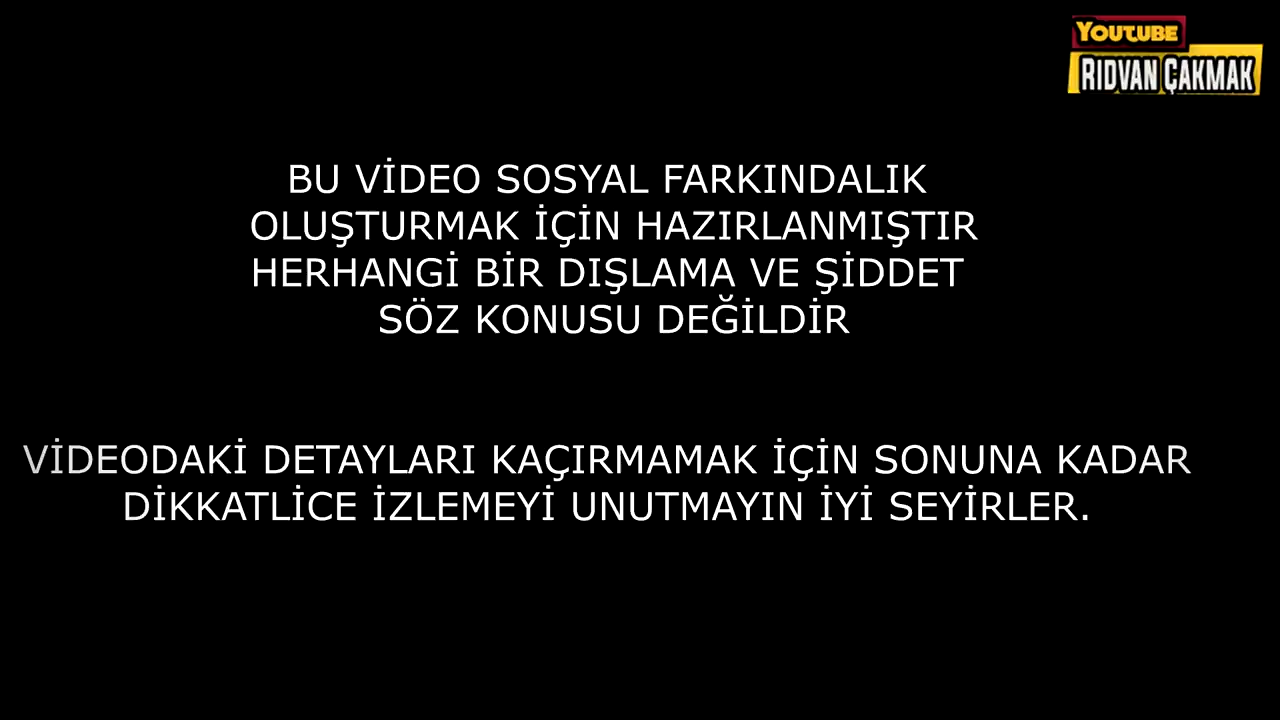 YOUTUBE
RIDVAN ÇAKMAK
BU VİDEO SOSYAL FARKINDALIK
OLUŞTURMAK İÇİN HAZIRLANMIŞTIR
HERHANGİ BİR DIŞLAMA VE ŞİDDET
SÖZ KONUSU DEĞİLDİR
VİDEODAKİ DETAYLARI KAÇIRMAMAK İÇİN SONUNA KADAR
DİKKATLİCE İZLEMEYİ UNUTMAYIN İYİ SEYİRLER.